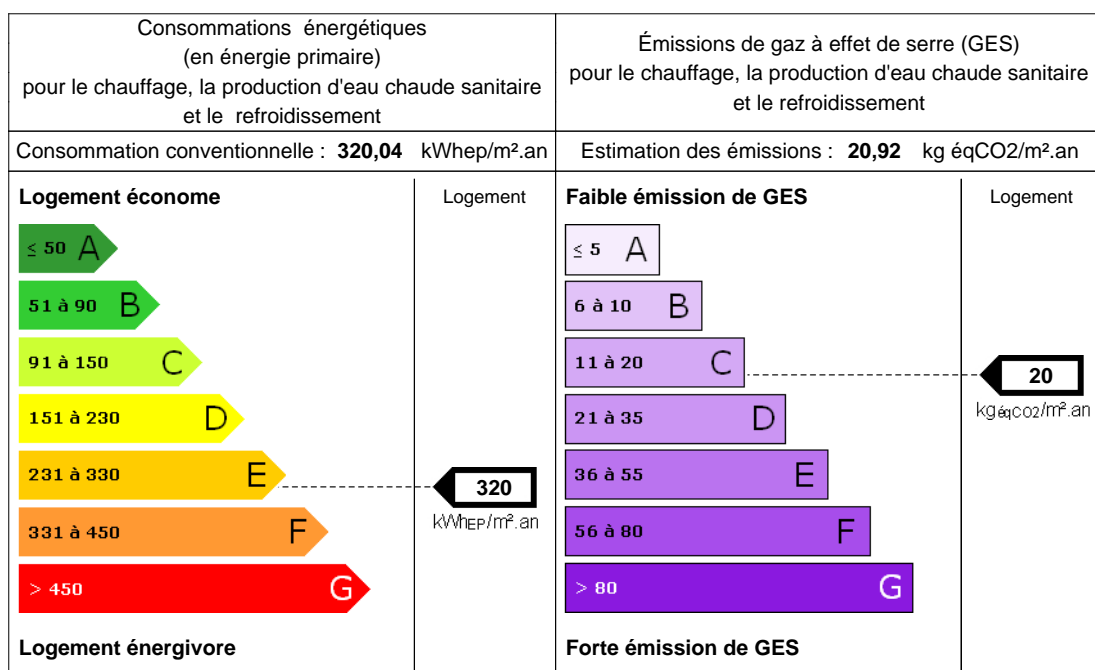 Consommations énergétiques
(en énergie primaire)
pour le chauffage, la production d'eau chaude sanitaire
et le refroidissement
Émissions de gaz à effet de serre (GES)
pour le chauffage, la production d'eau chaude sanitaire
et le refroidissement
Consommation conventionnelle : 320,04 kWhep/m².an
Estimation des émissions : 20,92 kg éqCO2/m².an
Logement économe
Logement
≤ 50 A
51 à 90 B
91 à 150 C
151 à 230 D
231 à 330 E
331 à 450 F
> 450 G
320
kWhEP/m².an
Logement énergivore
Faible émission de GES
Logement
≤ 5 A
6 à 10 B
11 à 20 C
21 à 35 D
36 à 55 E
56 à 80 F
> 80 G
20
kgéqCO2/m².an
Forte émission de GES